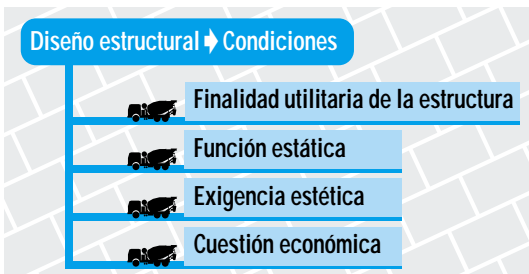 Diseño estructural ➧ Condiciones
Finalidad utilitaria de la estructura
Función estática
Exigencia estética
Cuestión económica